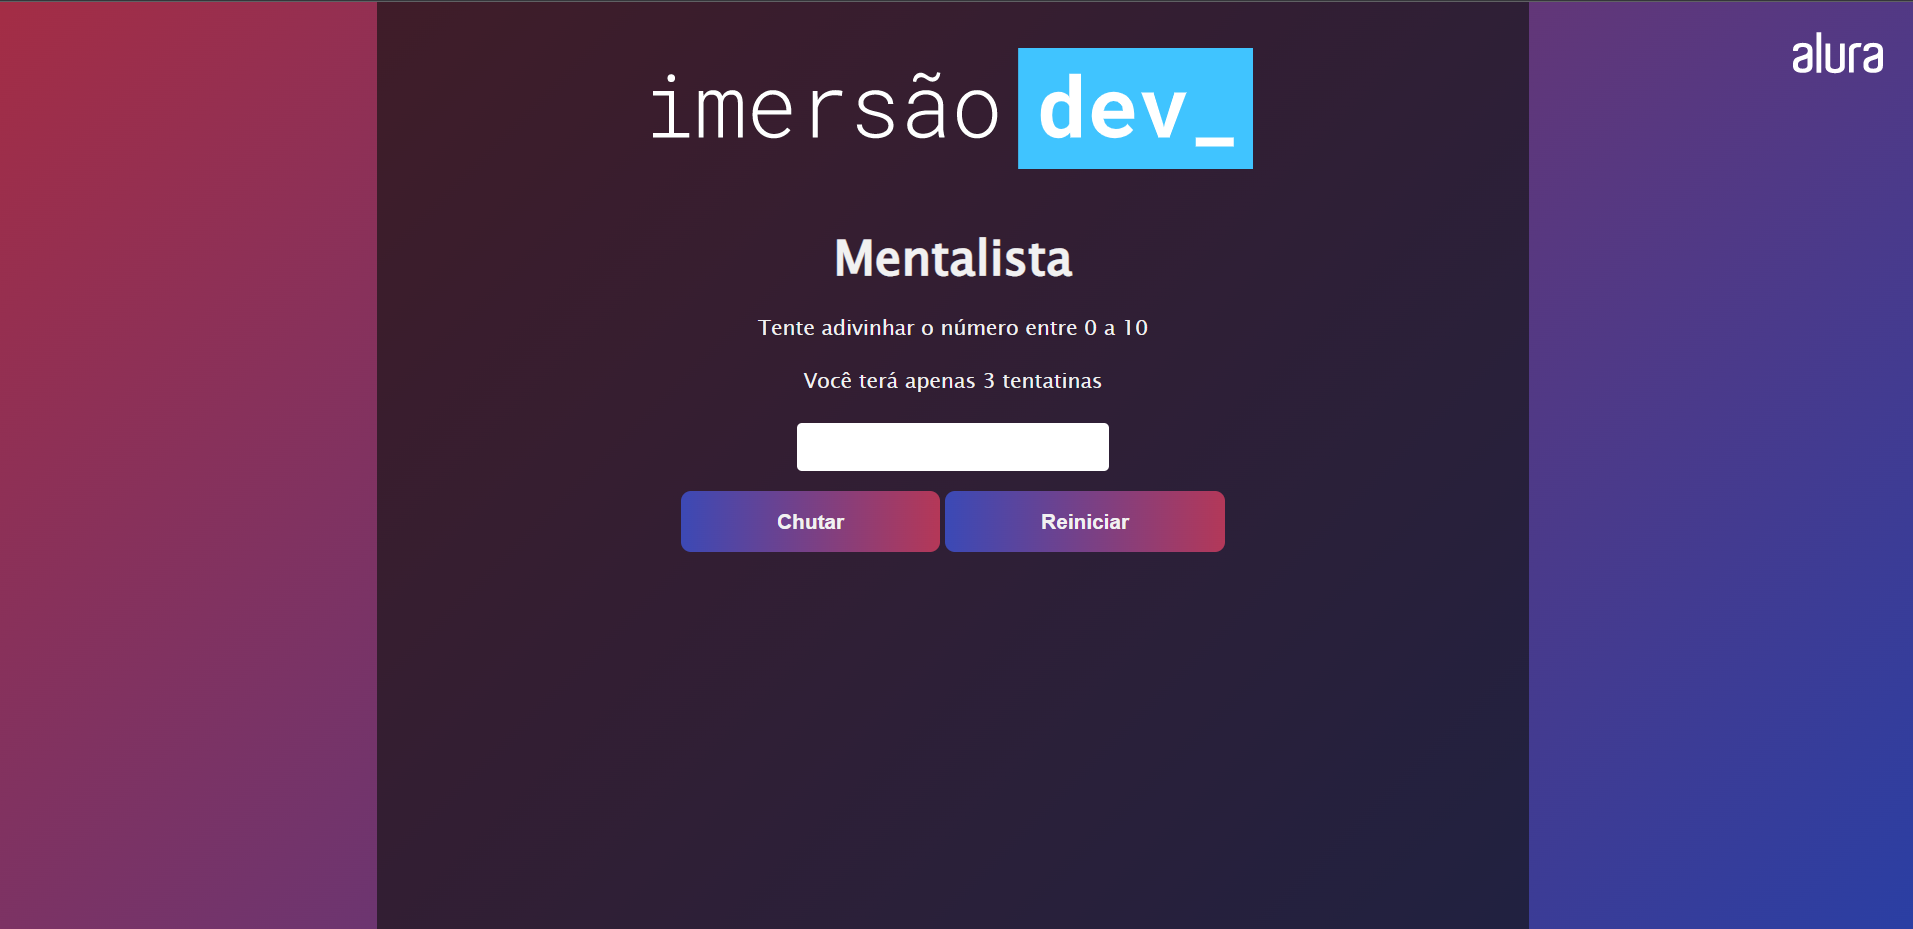 alura
imersão dev_
Mentalista
Tente adivinhar o número entre 0 a 10
Você terá apenas 3 tentatinas
Chutar
Reiniciar